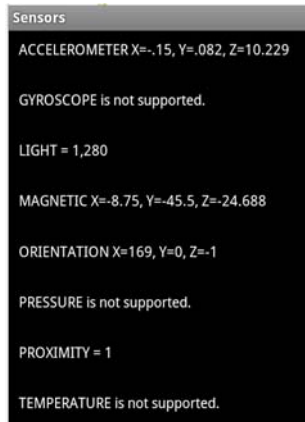 Sensors
ACCELEROMETER X=-.15, Y=.082, Z=10.229
GYROSCOPE is not supported.
LIGHT = 1,280
MAGNETIC X=-8.75, Y=-45.5, Z=-24.688
ORIENTATION X=169, Y=0, Z=-1
PRESSURE is not supported.
PROXIMITY = 1
TEMPERATURE is not supported.